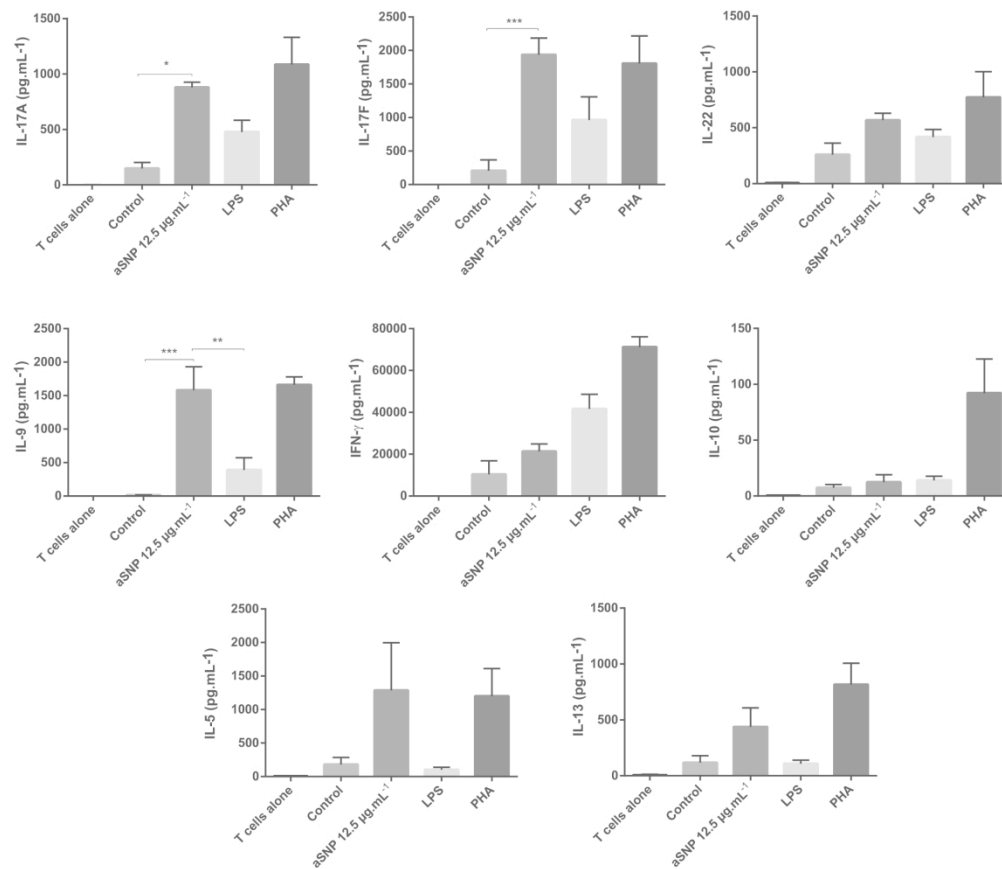 IL-17A (pg.mL-1)
1500
1000
500
0
*
T cells alone
Control
aSNP 12.5 µg.mL⁻¹
LPS
PHA
IL-17F (pg.mL-1)
2500
2000
1500
1000
500
0
***
T cells alone
Control
aSNP 12.5 µg.mL⁻¹
LPS
PHA
IL-22 (pg.mL-1)
1500
1000
500
0
T cells alone
Control
aSNP 12.5 µg.mL⁻¹
LPS
PHA
IL-9 (pg.mL-1)
2500
2000
1500
1000
500
0
***
**
T cells alone
Control
aSNP 12.5 µg.mL⁻¹
LPS
PHA
IFN-γ (pg.mL-1)
80000
60000
40000
20000
0
T cells alone
Control
aSNP 12.5 µg.mL⁻¹
LPS
PHA
IL-10 (pg.mL-1)
150
100
50
0
T cells alone
Control
aSNP 12.5 µg.mL⁻¹
LPS
PHA
IL-5 (pg.mL-1)
2500
2000
1500
1000
500
0
T cells alone
Control
aSNP 12.5 µg.mL⁻¹
LPS
PHA
IL-13 (pg.mL-1)
1500
1000
500
0
T cells alone
Control
aSNP 12.5 µg.mL⁻¹
LPS
PHA